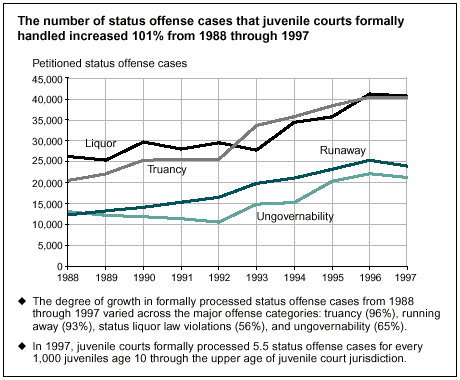 The number of status offense cases that juvenile courts formally
handled increased 101% from 1988 through 1997
Petitioned status offense cases
45,000
40,000
35,000
30,000
25,000
20,000
15,000
10,000
5,000
0
Liquor
Truancy
Runaway
Ungovernability
1988 1989 1990 1991 1992 1993 1994 1995 1996 1997
◆ The degree of growth in formally processed status offense cases from 1988
through 1997 varied across the major offense categories: truancy (96%), running
away (93%), status liquor law violations (56%), and ungovernability (65%).
◆ In 1997, juvenile courts formally processed 5.5 status offense cases for every
1,000 juveniles age 10 through the upper age of juvenile court jurisdiction.